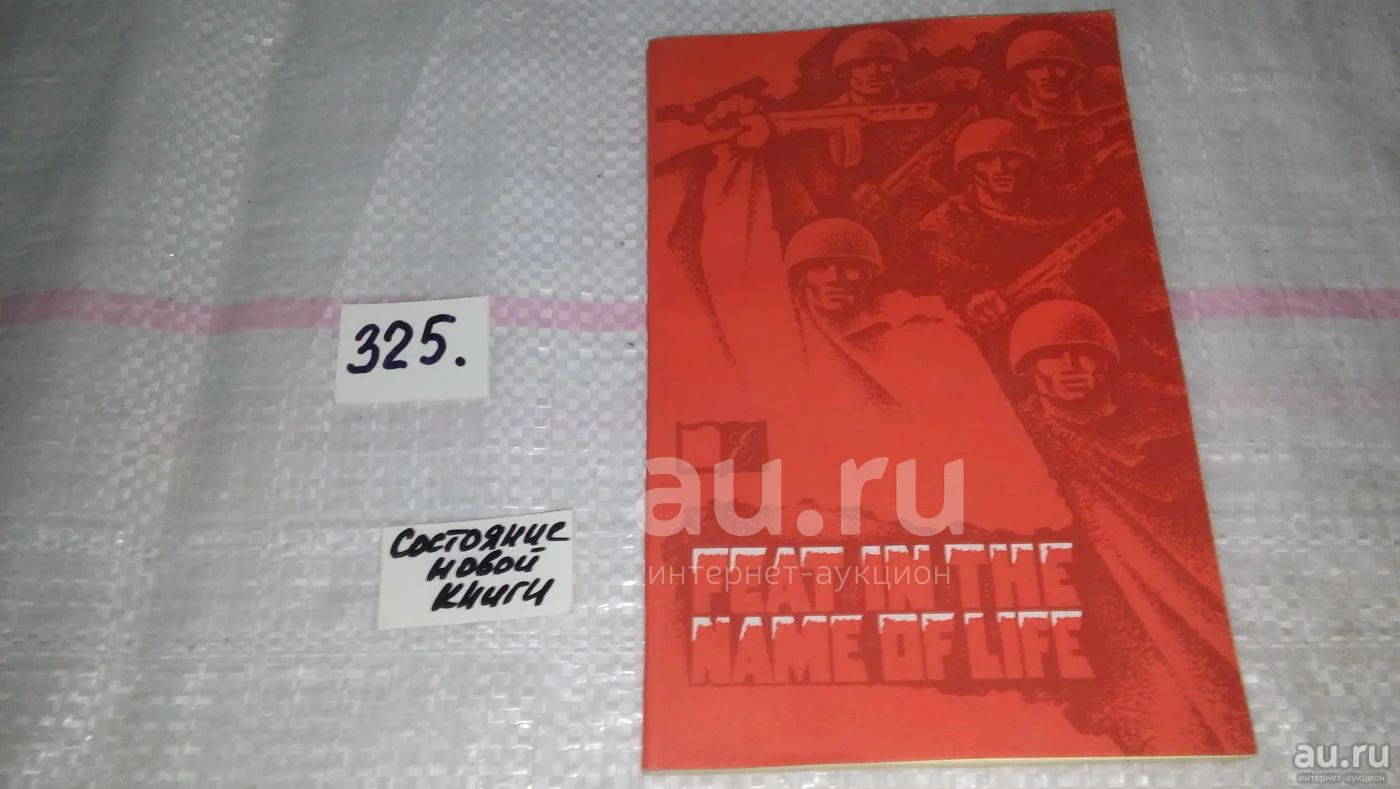 325.
Состояние
новой
книги
Е
au.ru
интернет-аукцион
FEAT IN THE
NAME OF LIFE
au.ru
интернет-аукцион